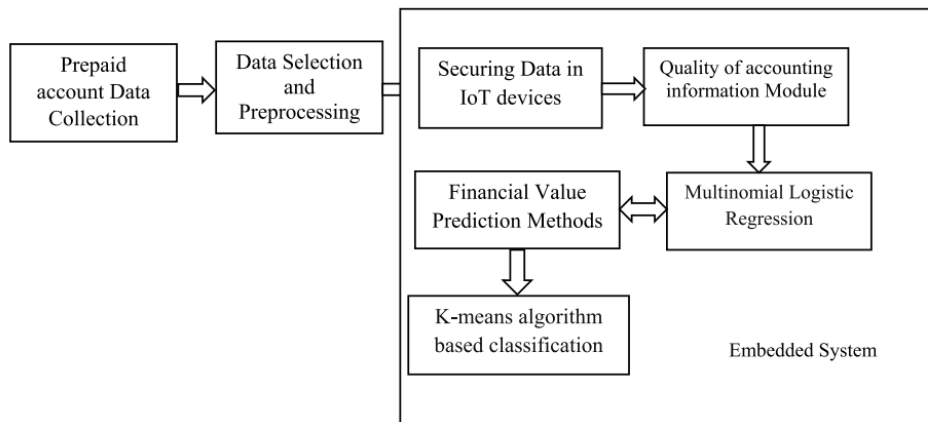 Prepaid
account Data
Collection
Data Selection
and
Preprocessing
Securing Data in
IoT devices
Quality of accounting
information Module
Financial Value
Prediction Methods
Multinomial Logistic
Regression
K-means algorithm
based classification
Embedded System